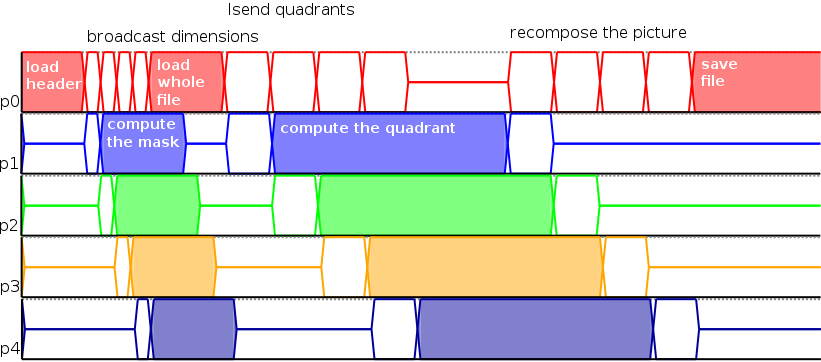 Isend quadrants
broadcast dimensions
recompose the picture
load
header
load
whole
file
save
file
p0
compute
the mask
compute the quadrant
p1
p2
p3
p4